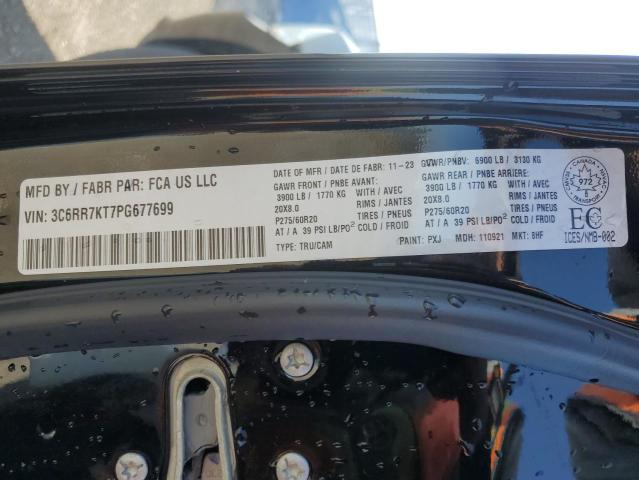 MFD BY / FABR PAR: FCA US LLC
VIN: 3C6RR7KT7PG677699
DATE OF MFR / DATE DE FABR: 11-23
GAWR FRONT / PNBE AVANT:
3900 LB / 1770 KG WITH / AVEC
20X8.0 RIMS / JANTES
P275/60R20 TIRES / PNEUS
AT / A 39 PSI LB/PO² COLD / FROID
TYPE: TRU/CAM
GVWR/PNBV: 6900 LB / 3130 KG
GAWR REAR / PNBE ARRIERE:
3900 LB / 1770 KG WITH / AVEC
20X8.0 RIMS / JANTES
P275/60R20 TIRES / PNEUS
AT / A 39 PSI LB/PO² COLD / FROID
PAINT: PXJ MDH: 110921 MKT: 8HF
CANADA
972
TRANSPORT
EC
ICES/NMB-002